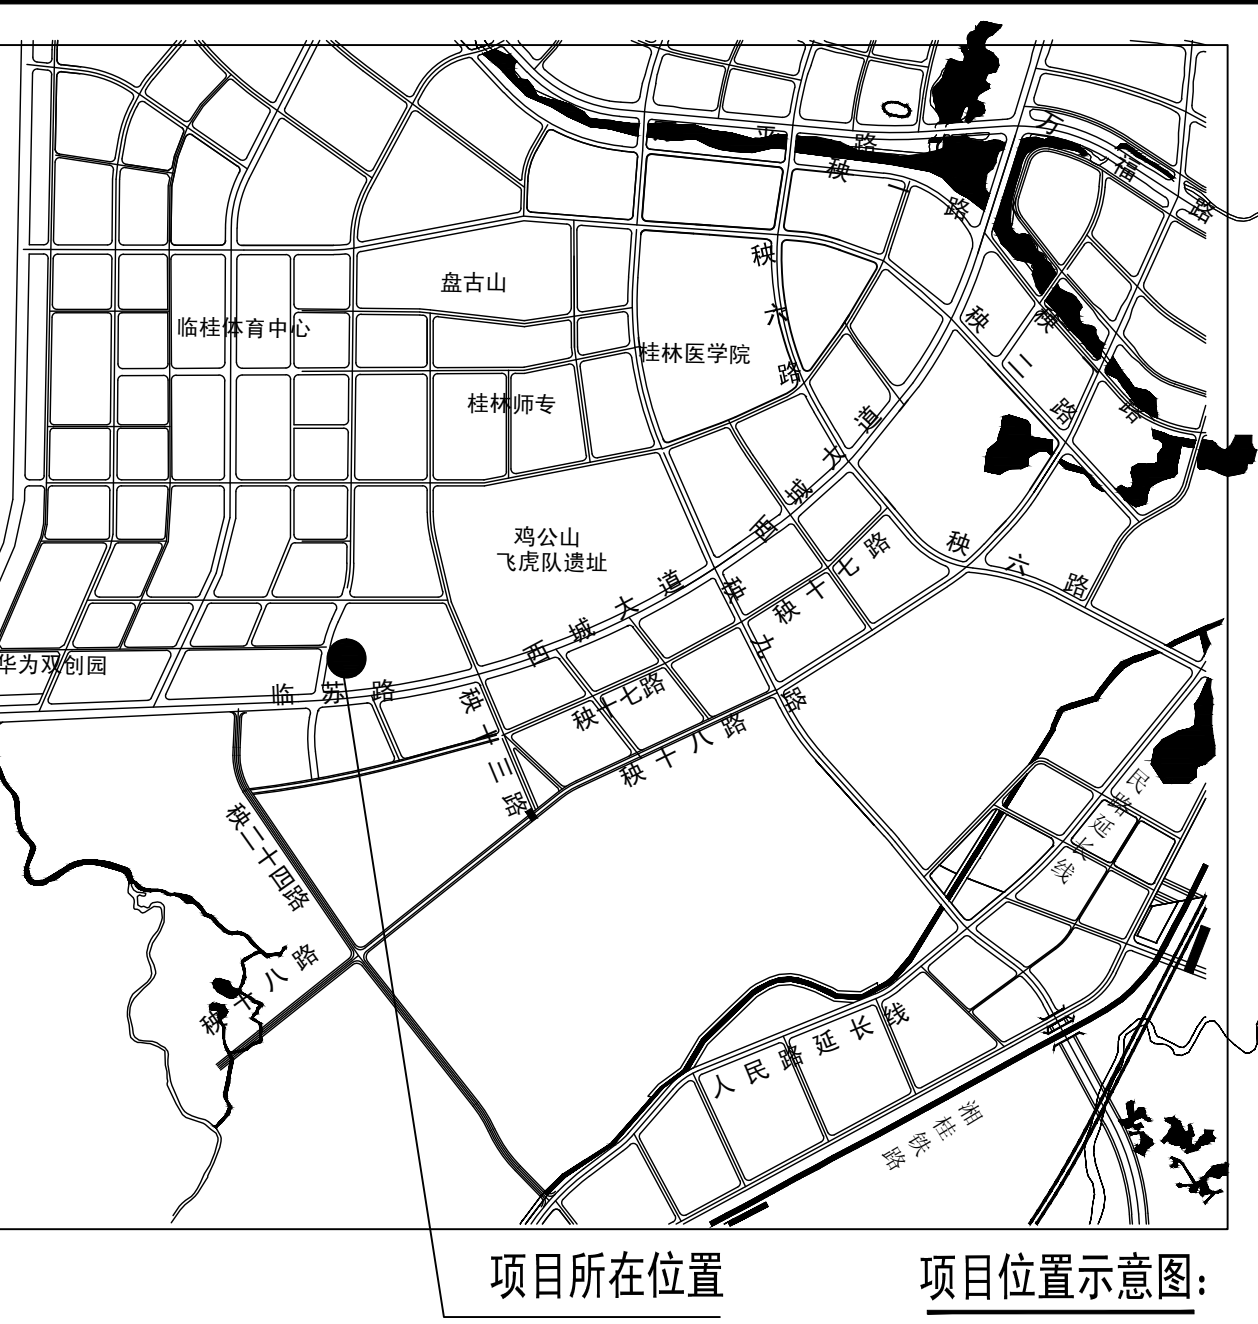 平路
万福路
秧一路
秧六路
盘古山
临桂体育中心
桂林医学院
秧二路
秧路
桂林师专
西城大道
鸡公山
飞虎队遗址
秧六路
秧十七路
西城大道
秧九路
华为双创园
临苏路
秧十三路
秧十七路
秧十八路
民路延长线
秧二十四路
秧十八路
人民路延长线
湘桂铁路
项目所在位置
项目位置示意图: